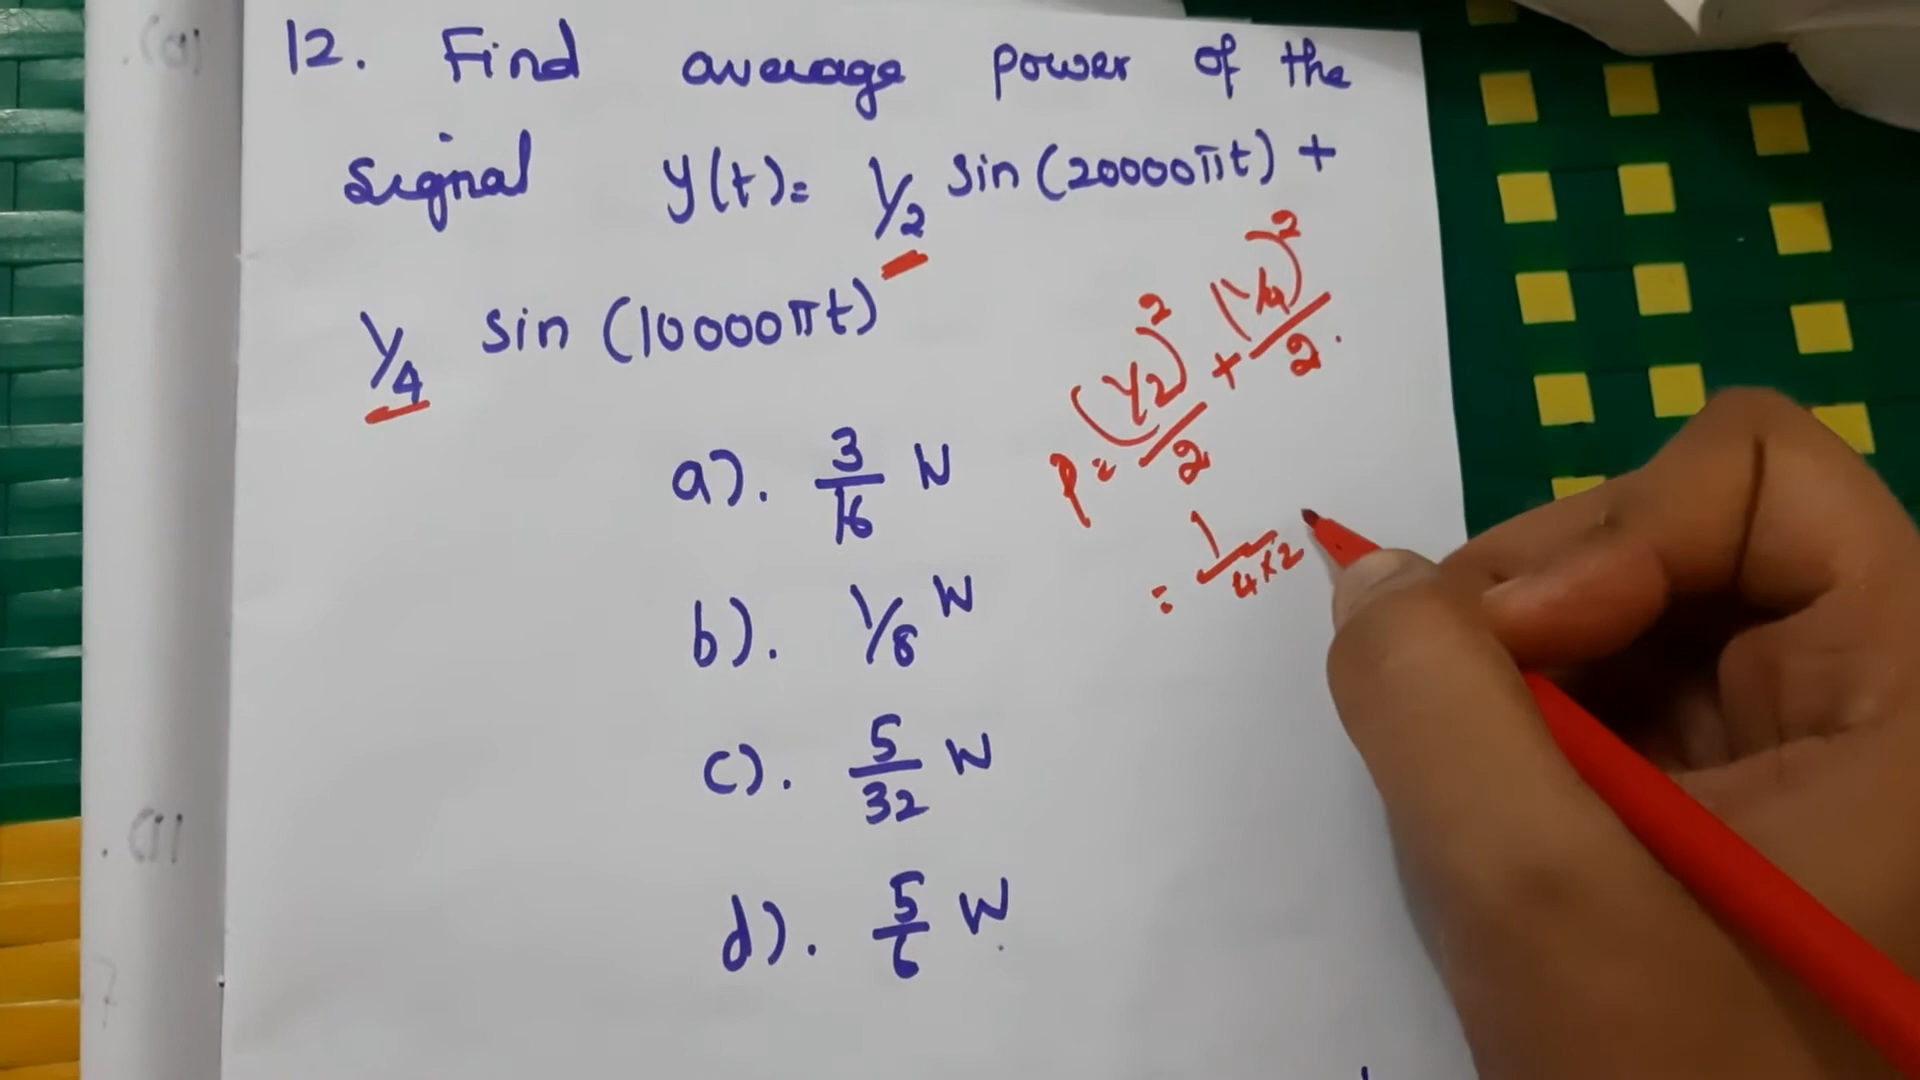 12. Find average power of the
signal y(t)= 1/2 sin(20000πt) +
1/4 sin(10000πt)
P= (1/2)²/2 + (1/4)²/2.
= 1/4×2
a). 3/16 W
b). 1/8 W
c). 5/32 W
d). 5/6 W